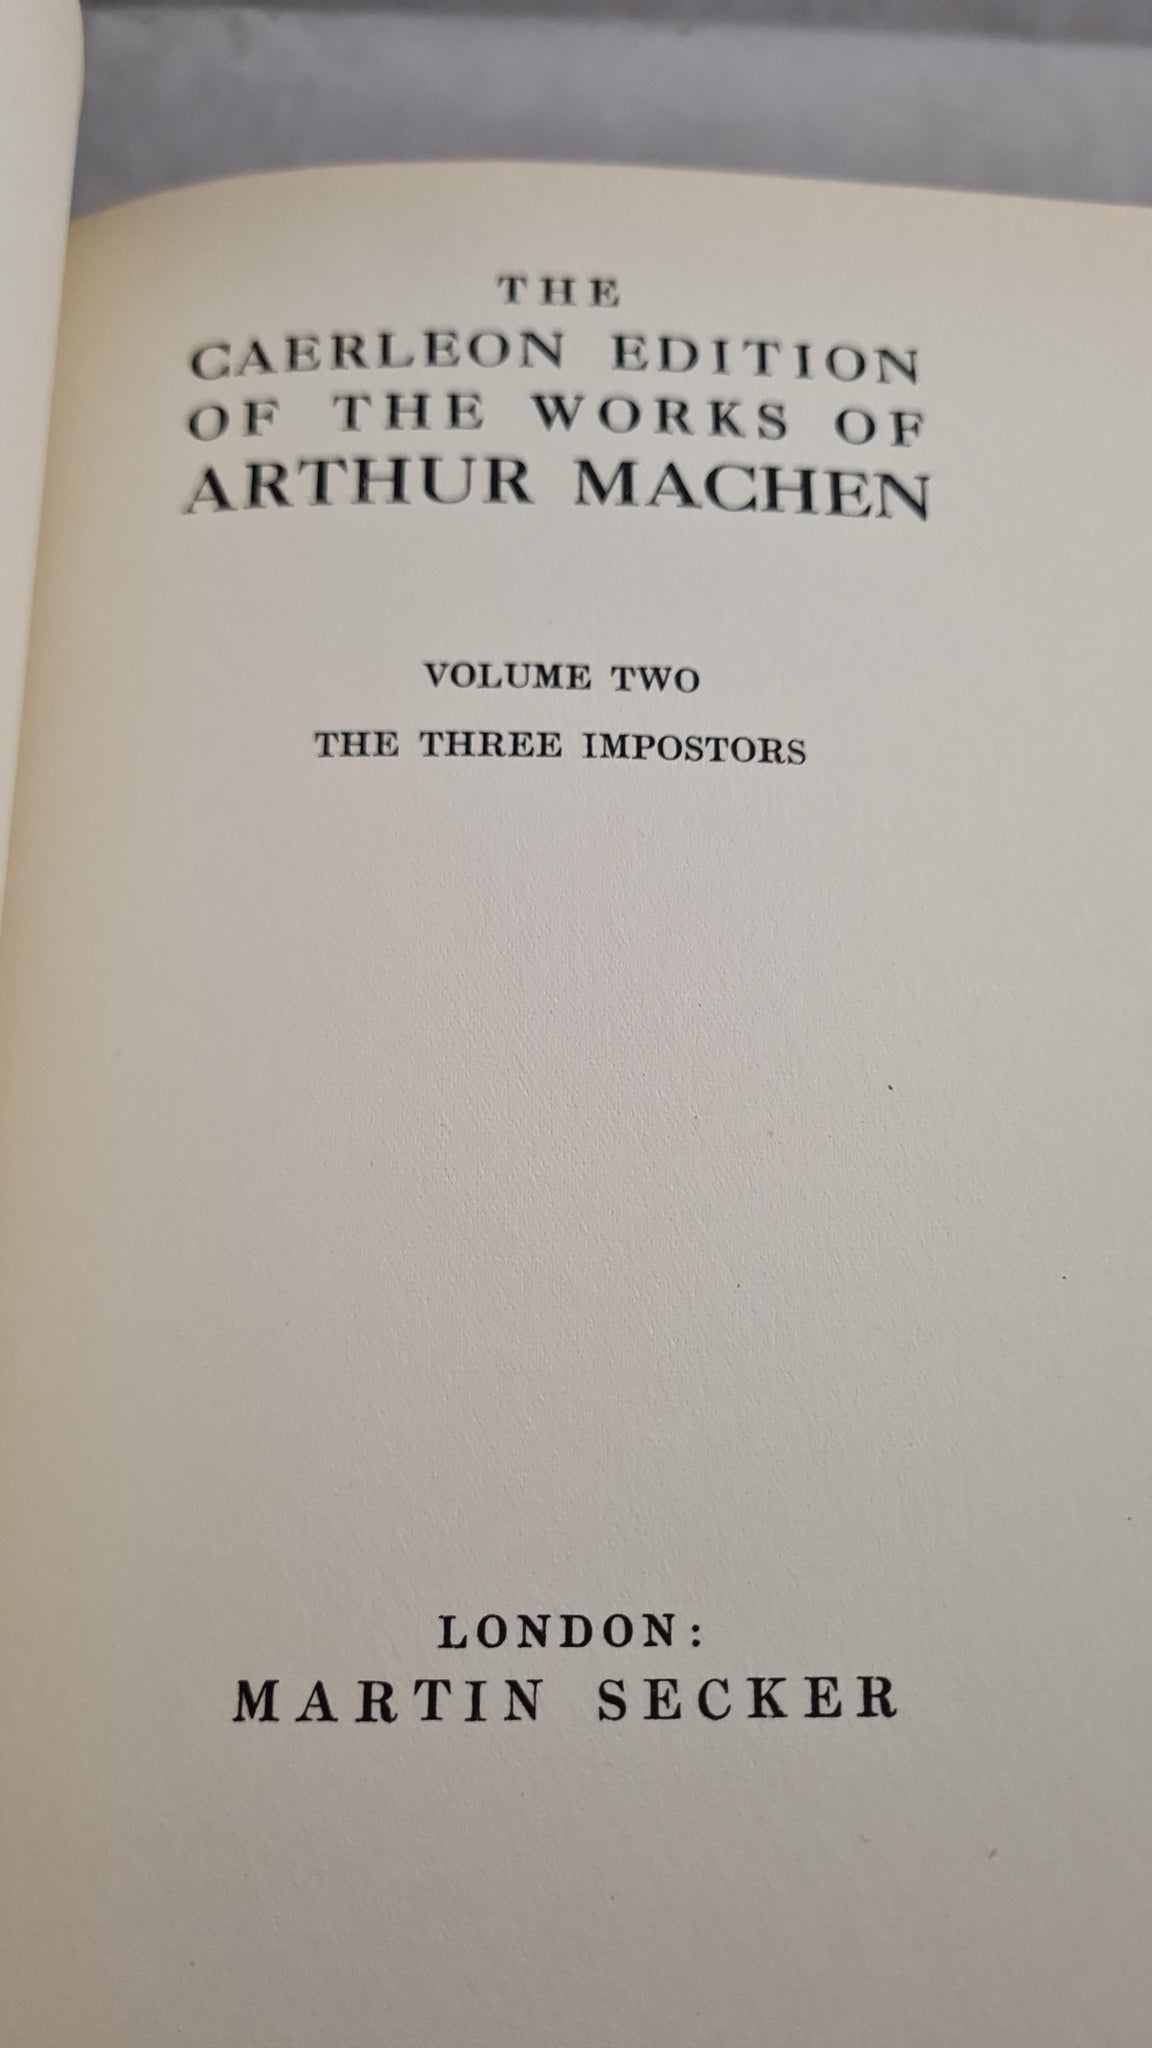 THE
CAERLEON EDITION
OF THE WORKS OF
ARTHUR MACHEN
VOLUME TWO
THE THREE IMPOSTORS
LONDON:
MARTIN SECKER